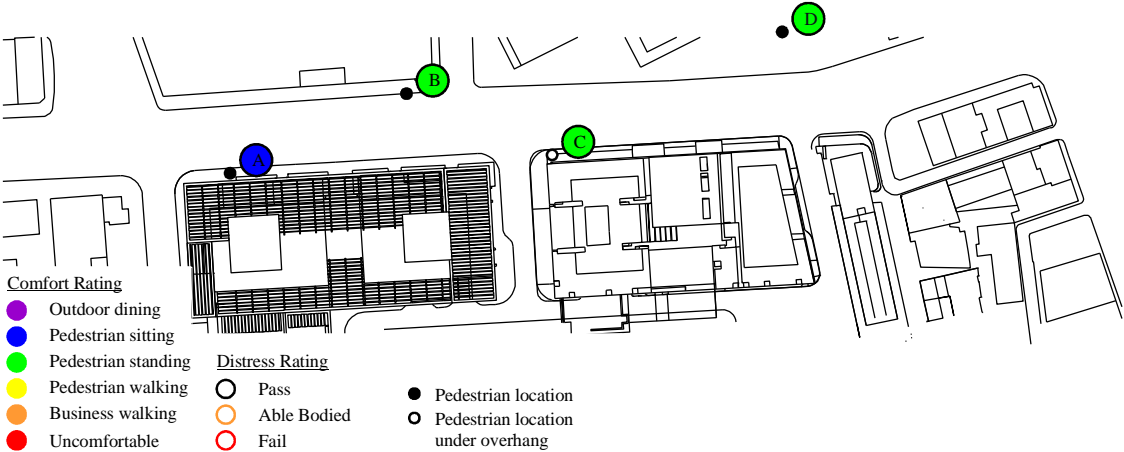 D
B
A
C
Comfort Rating
Outdoor dining
Pedestrian sitting
Pedestrian standing
Pedestrian walking
Business walking
Uncomfortable
Distress Rating
Pass
Able Bodied
Fail
Pedestrian location
Pedestrian location
under overhang